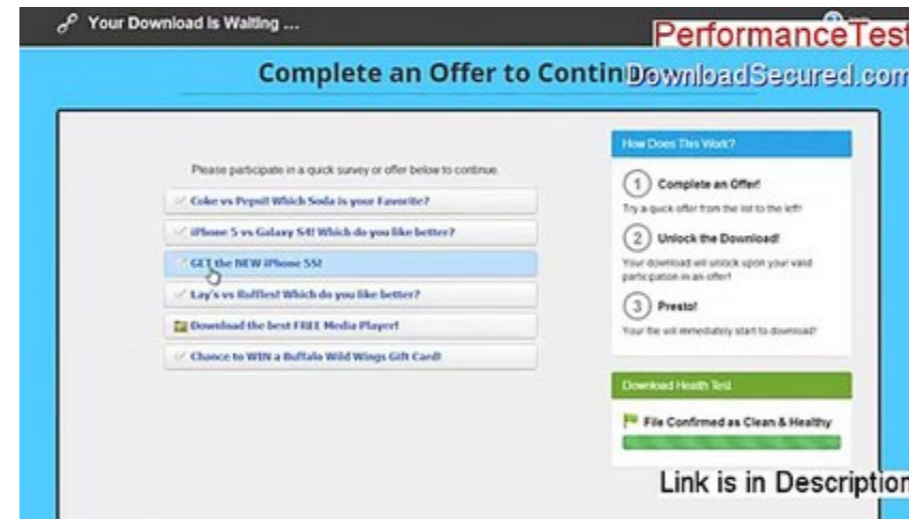 Your Download is Waiting ...
PerformanceTest
Complete an Offer to Contin
DownloadSecured.com
Please participate in a quick survey or offer below to continue.
Coke vs Pepsi! Which Soda is your Favorite?
iPhone 5 vs Galaxy S4! Which do you like better?
GET the NEW iPhone 5S!
Lay's vs Ruffles! Which do you like better?
Download the best FREE Media Player!
Chance to WIN a Buffalo Wild Wings Gift Card!
How Does This Work?
1 Complete an Offer!
Try a quick offer from the list to the left!
2 Unlock the Download!
Your download will unlock upon your valid
participation in an offer!
3 Presto!
Your file will immediately start to download!
Download Health Test
File Confirmed as Clean & Healthy
Link is in Description